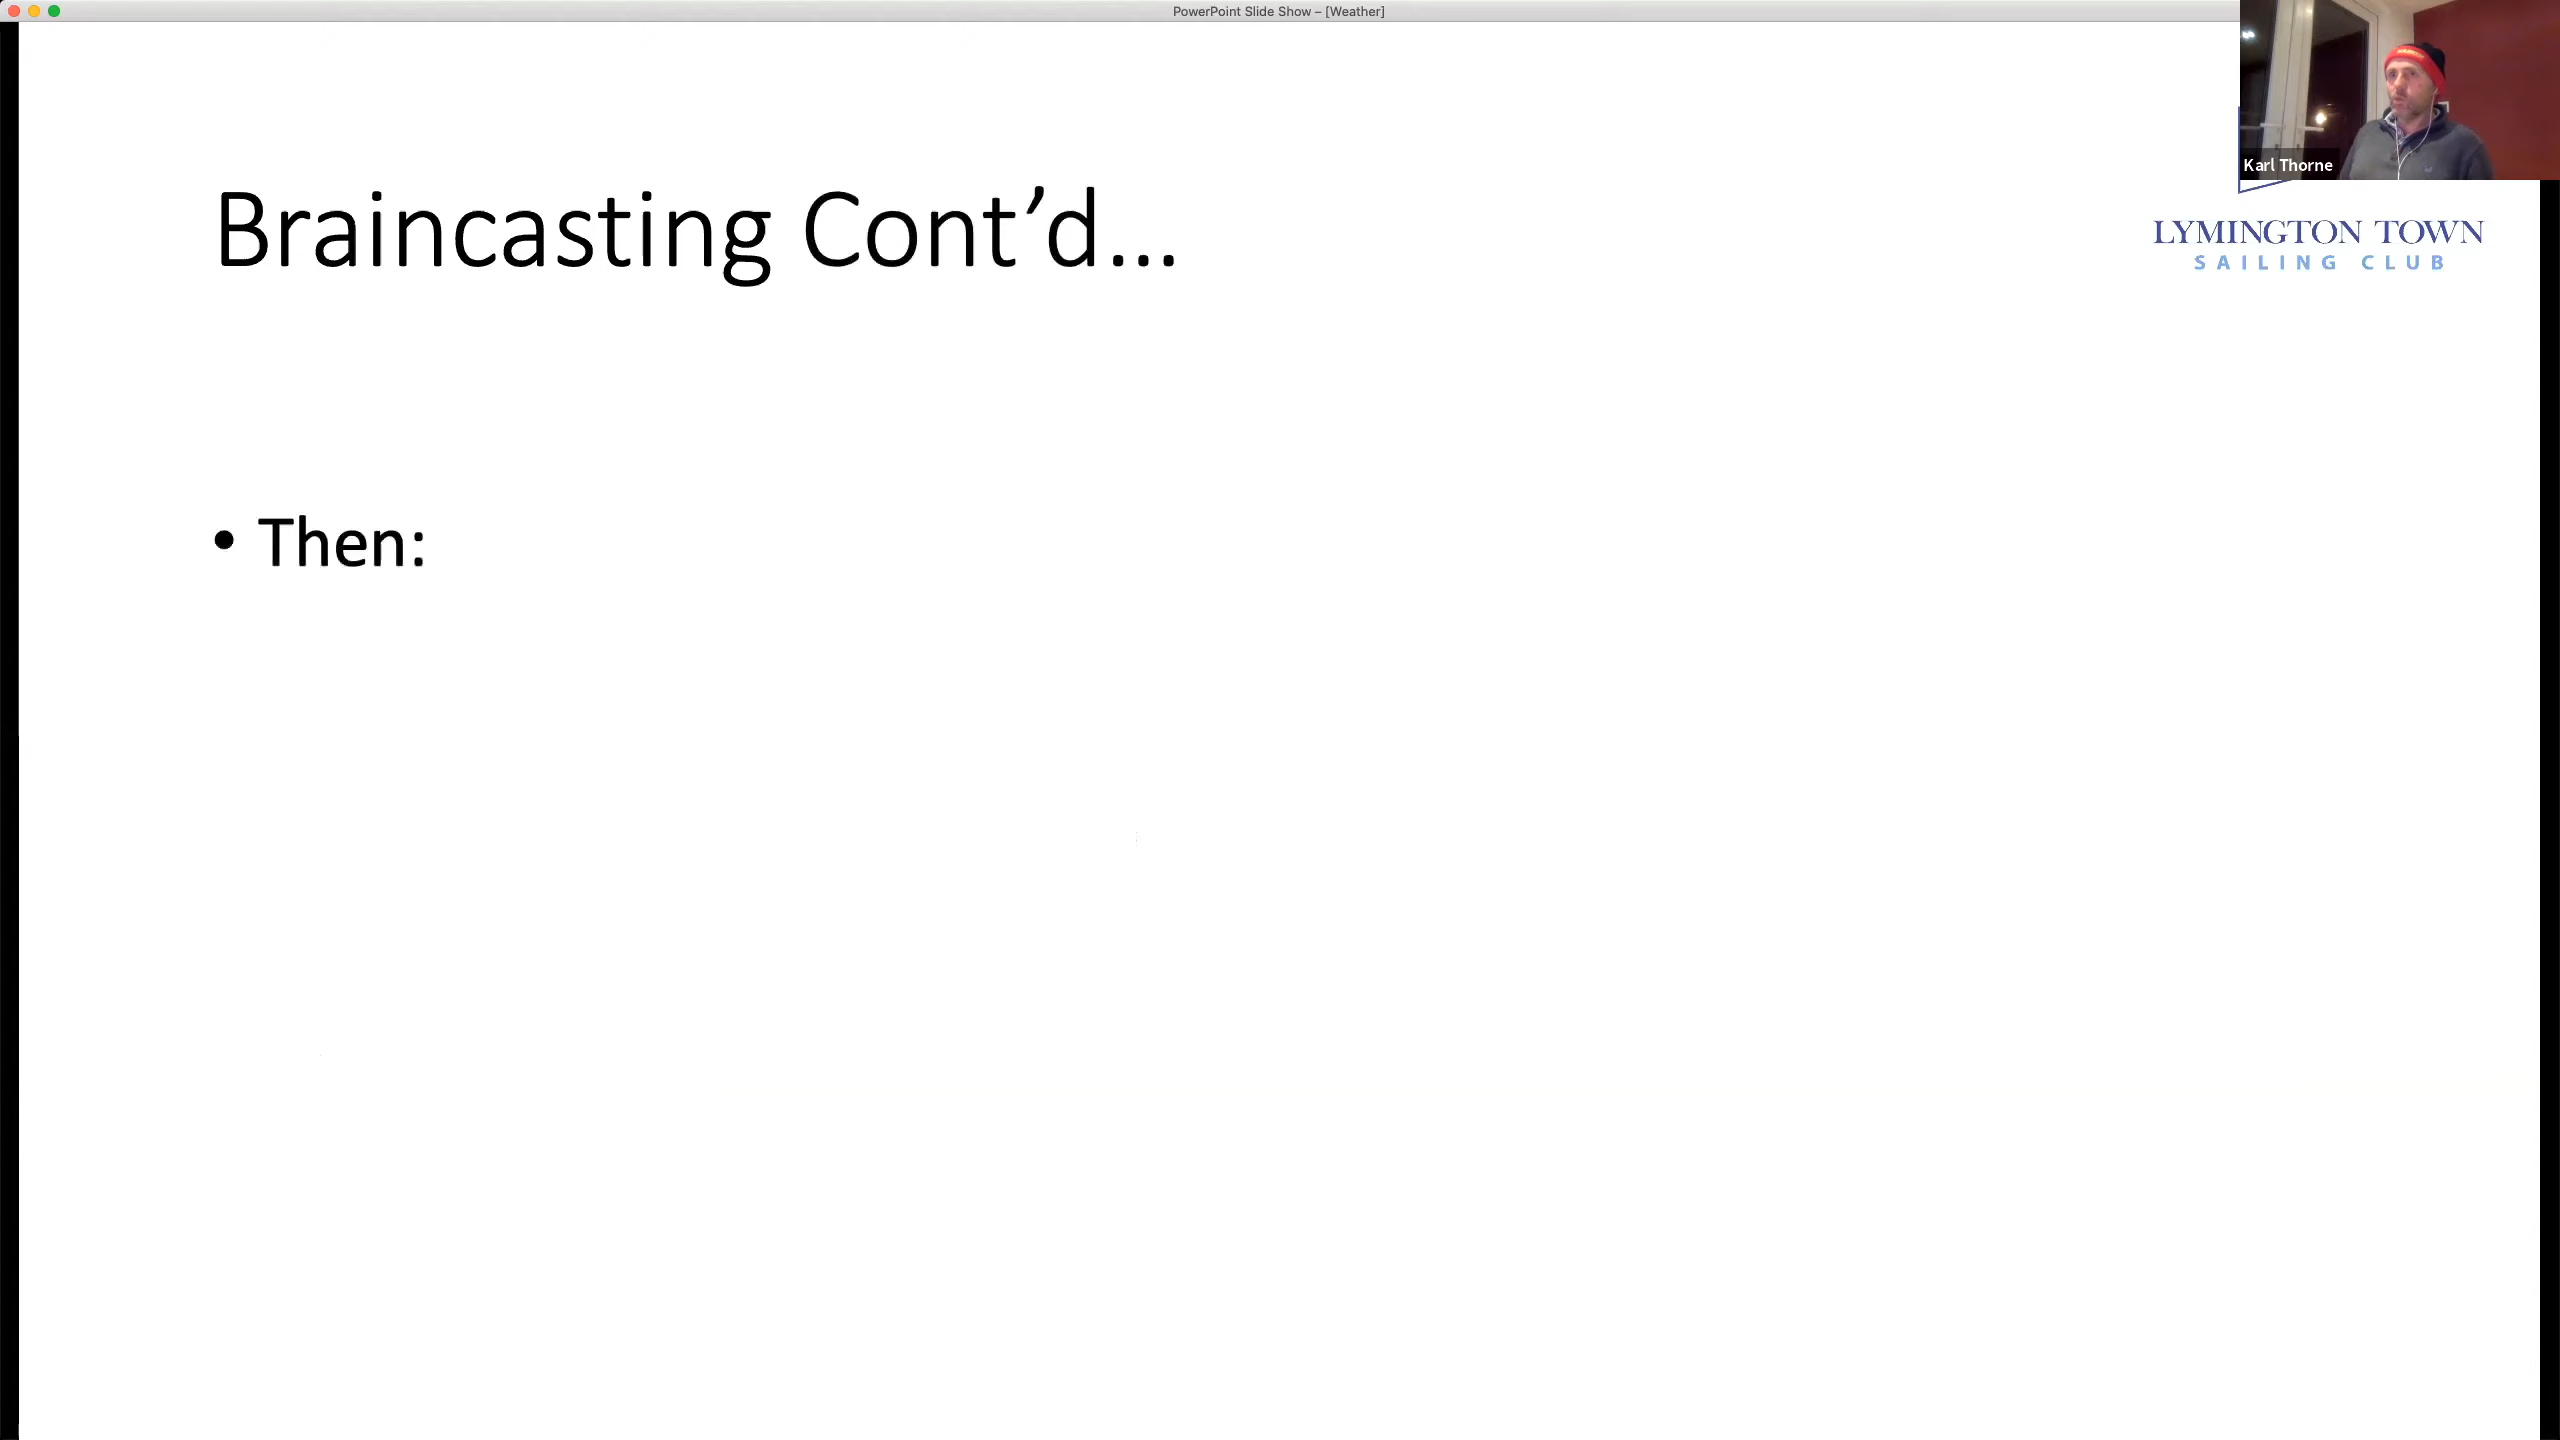 PowerPoint Slide Show – [Weather]
Karl Thorne
LYMINGTON TOWN
SAILING CLUB
Braincasting Cont’d…
• Then: